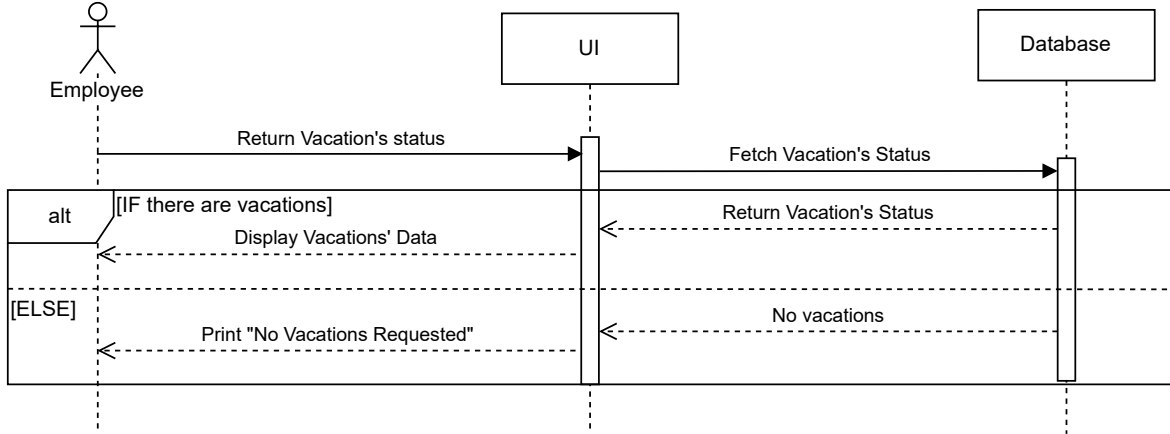 Employee
UI
Database
Return Vacation's status
Fetch Vacation's Status
alt
[IF there are vacations]
Return Vacation's Status
Display Vacations' Data
[ELSE]
No vacations
Print "No Vacations Requested"